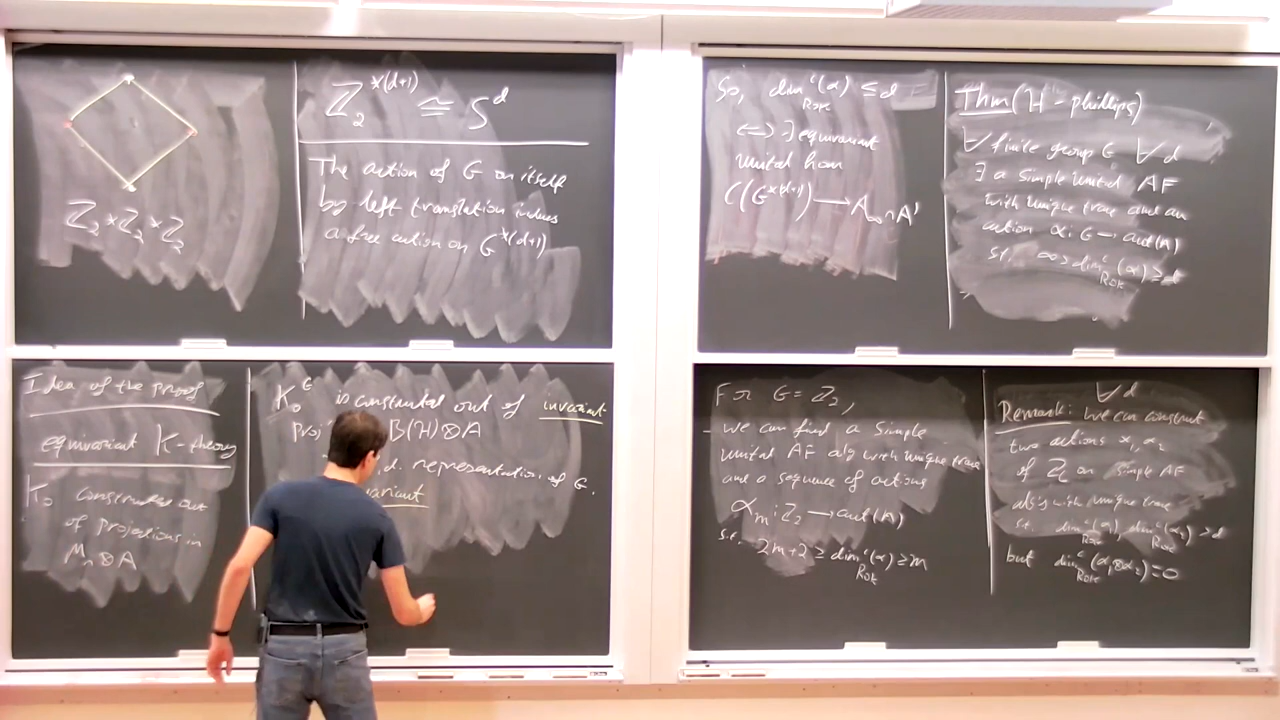 Z₂ * Z₂ * Z₂
Z₂^{*(d+1)} ≅ S^d
The action of G on itself
by left translation induces
a free action on G^{*(d+1)}
So, dim^c_{Rok}(α) ≤ d
⇔ ∃ equivariant
unital hom
C(G^{*(d+1)}) → A_∞ ∩ A'
Thm (H-phillips)
∀ finite group G ∀ d
∃ a simple unital AF
with unique trace and an
action α: G → aut(A)
s.t. ∞ > dim^c_{Rok}(α) ≥ d
Idea of the proof
equivariant K-theory
K₀ constructed out
of projections in
M_n ⊗ A
K₀^G is constructed out of invariant
proj B(H) ⊗ A
.d. representation of G.
variant
For G = Z₂,
we can find a simple
unital AF alg with unique trace
and a sequence of actions
α_m: Z₂ → aut(A)
s.t. 2m+2 ≥ dim^c_{Rok}(α) ≥ m
∀ d
Remark: we can construct
two actions α₁ α₂
of Z₂ on simple AF
alg's with unique trace
s.t. dim^c_{Rok}(α₁) dim^c_{Rok}(α₂) > d
but dim^c_{Rok}(α₁⊗α₂) = 0